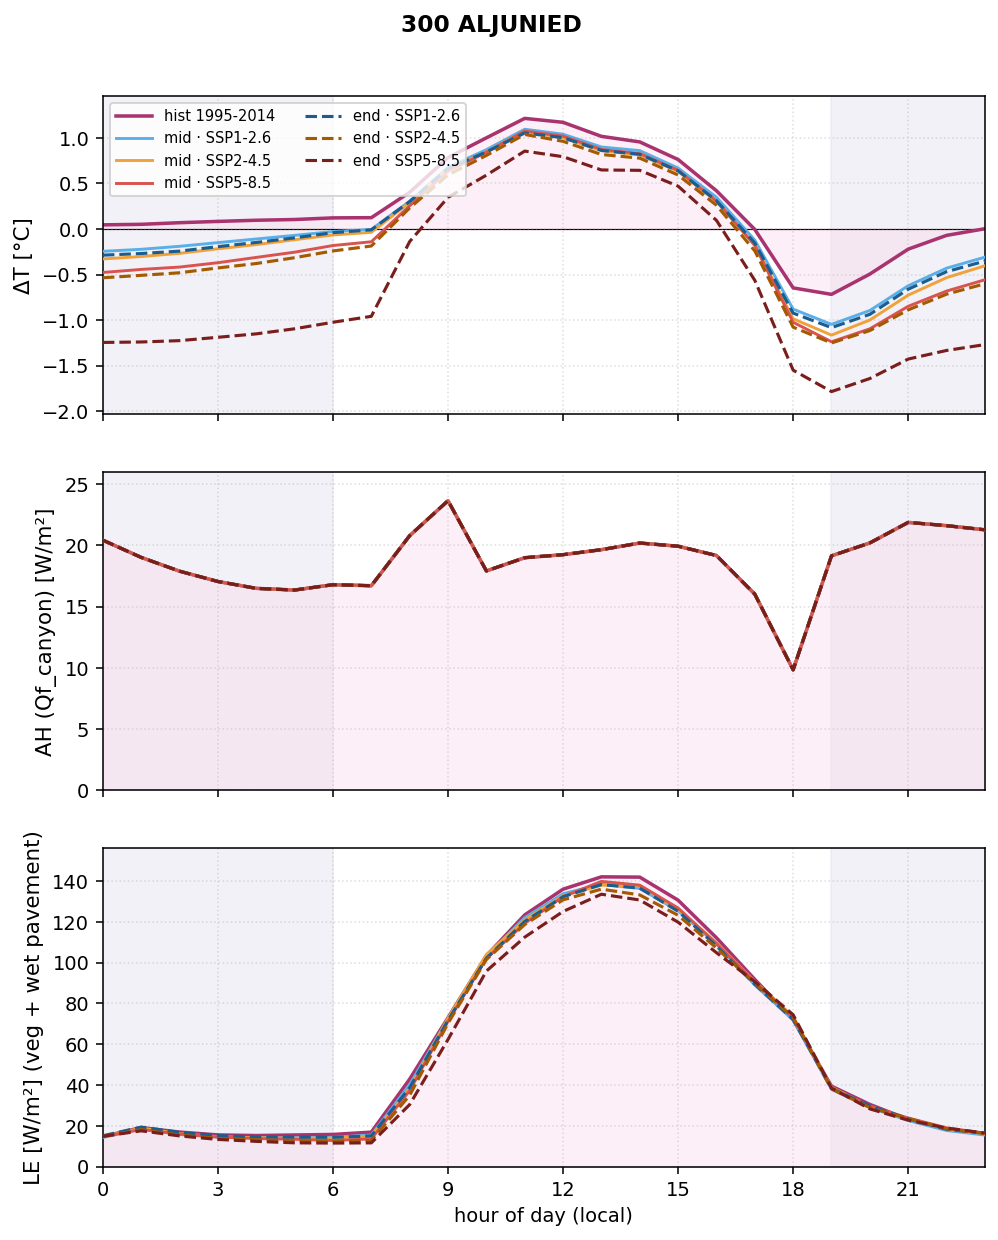 300 ALJUNIED
hist 1995-2014
mid · SSP1-2.6
mid · SSP2-4.5
mid · SSP5-8.5
end · SSP1-2.6
end · SSP2-4.5
end · SSP5-8.5
ΔT [°C]
1.0
0.5
0.0
−0.5
−1.0
−1.5
−2.0
AH (Qf_canyon) [W/m²]
25
20
15
10
5
0
LE [W/m²] (veg + wet pavement)
140
120
100
80
60
40
20
0
0 3 6 9 12 15 18 21
hour of day (local)